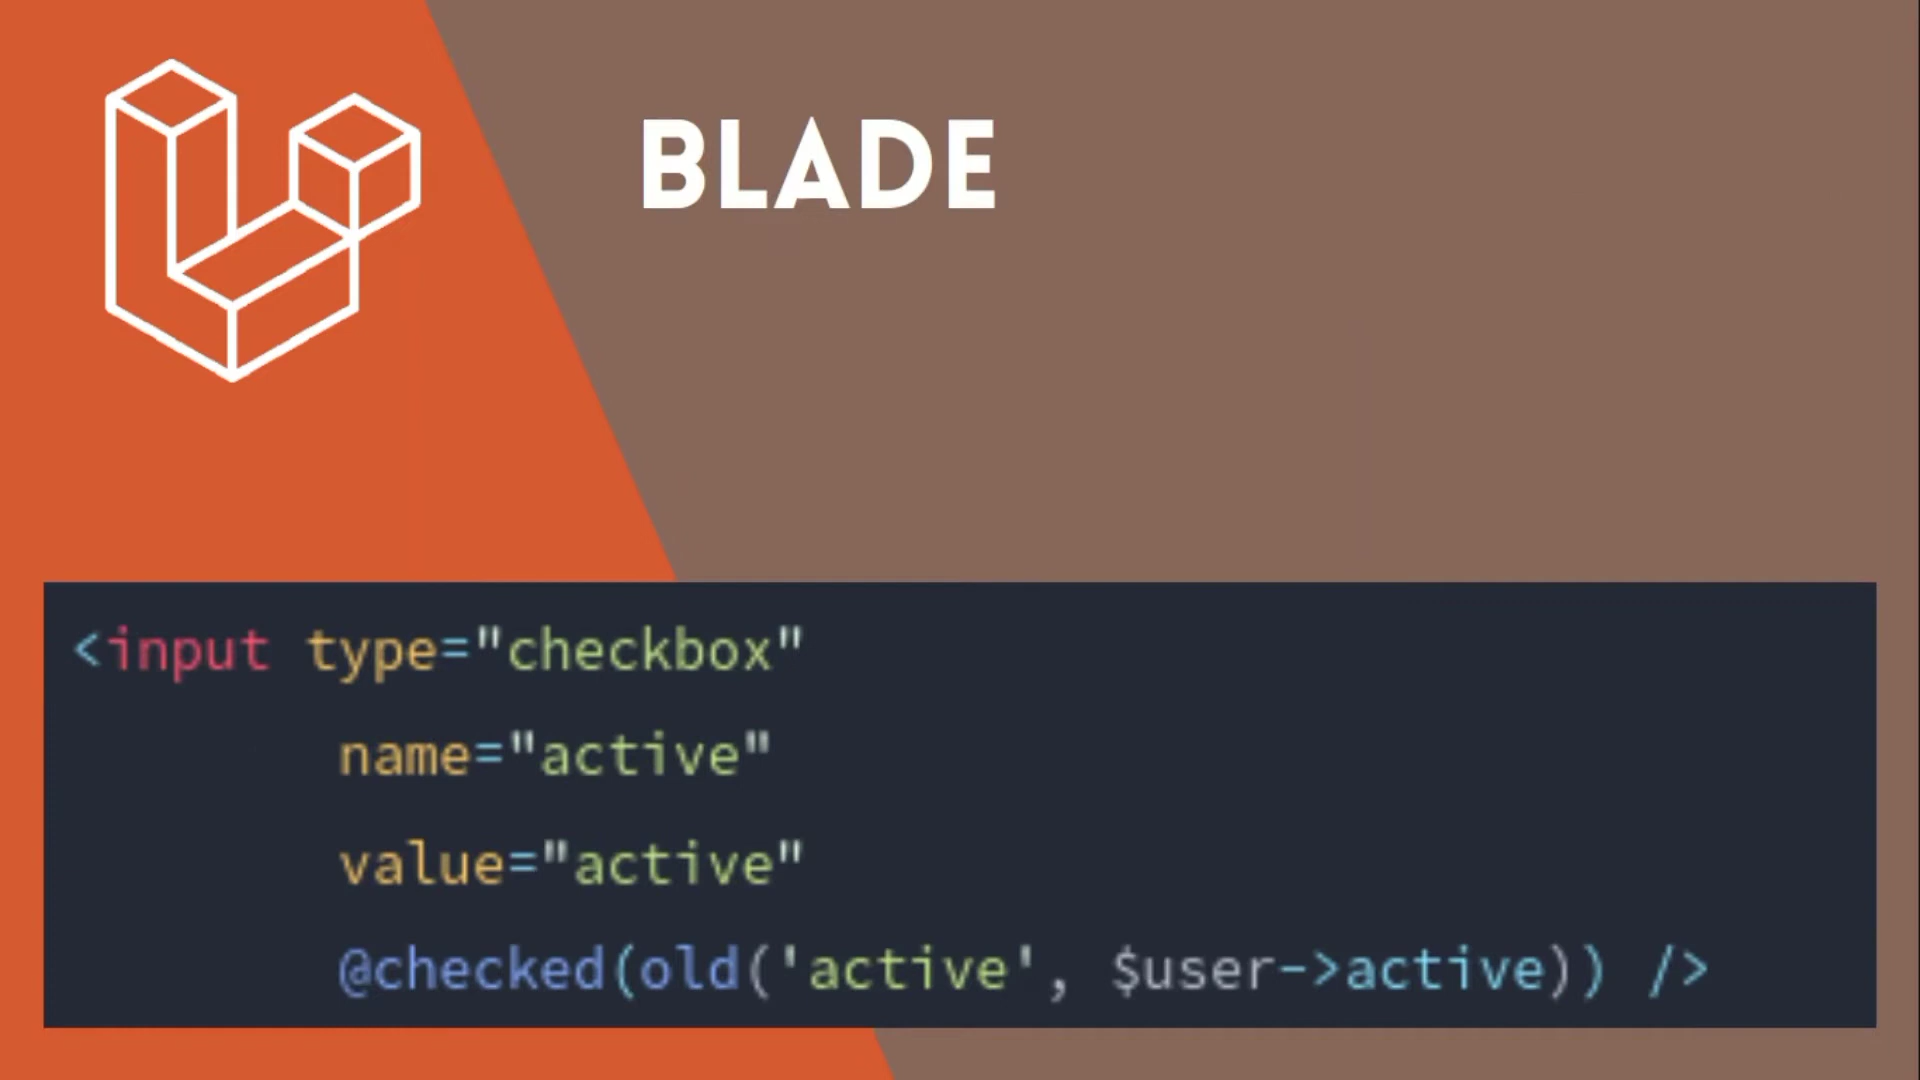 BLADE
<input type="checkbox"
name="active"
value="active"
@checked(old('active', $user->active)) />